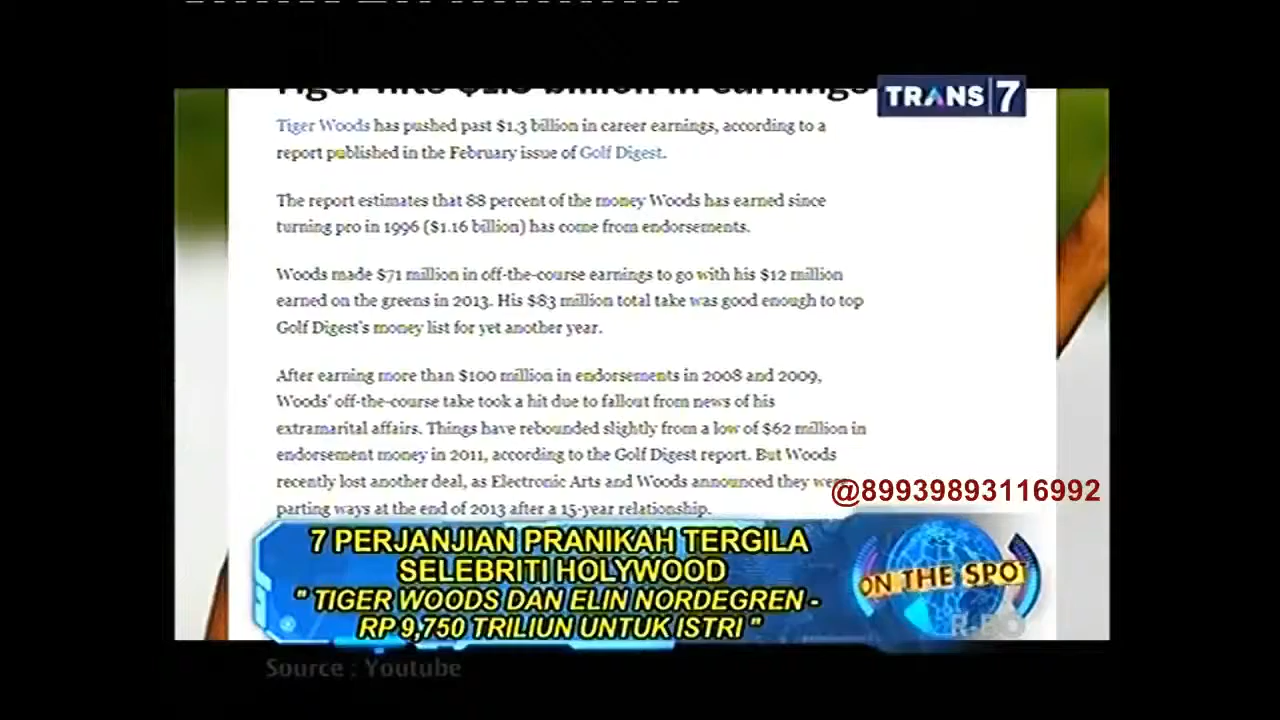 TRANS|7
Tiger Woods has pushed past $1.3 billion in career earnings, according to a
report published in the February issue of Golf Digest.
The report estimates that 88 percent of the money Woods has earned since
turning pro in 1996 ($1.16 billion) has come from endorsements.
Woods made $71 million in off-the-course earnings to go with his $12 million
earned on the greens in 2013. His $83 million total take was good enough to top
Golf Digest's money list for yet another year.
After earning more than $100 million in endorsements in 2008 and 2009,
Woods' off-the-course take took a hit due to fallout from news of his
extramarital affairs. Things have rebounded slightly from a low of $62 million in
endorsement money in 2011, according to the Golf Digest report. But Woods
recently lost another deal, as Electronic Arts and Woods announced they were
@89939893116992
parting ways at the end of 2013 after a 15-year relationship.
7 PERJANJIAN PRANIKAH TERGILA
SELEBRITI HOLYWOOD
" TIGER WOODS DAN ELIN NORDEGREN -
RP 9,750 TRILIUN UNTUK ISTRI "
ON THE SPOT
R-BO
Source : Youtube